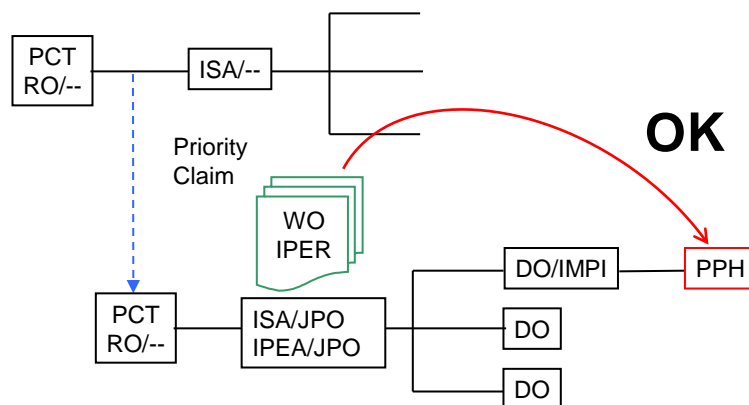 PCT
RO/--
ISA/--
OK
Priority
Claim
WO
IPER
DO/IMPI
PPH
PCT
RO/--
ISA/JPO
IPEA/JPO
DO
DO